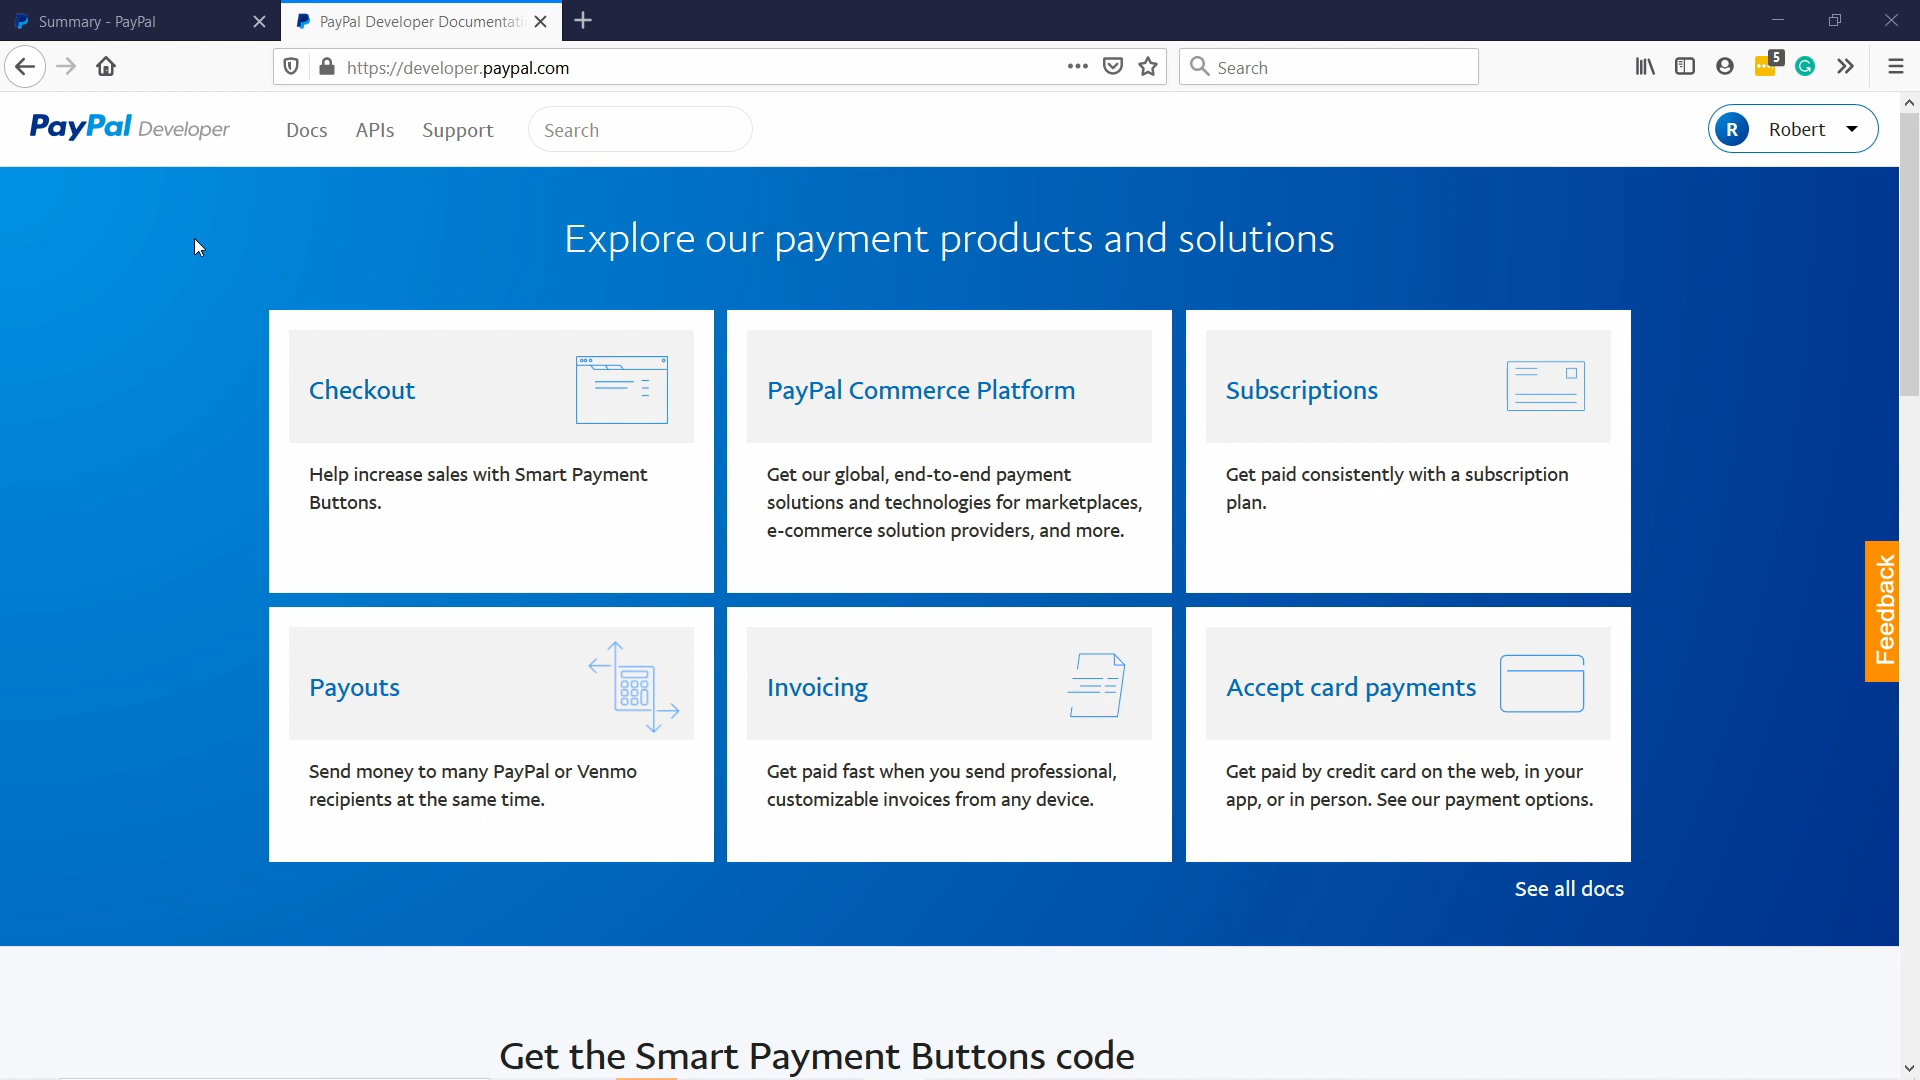 Summary - PayPal
PayPal Developer Documentati
https://developer.paypal.com
Search
5
PayPal Developer
Docs
APIs
Support
Search
R
Robert
Explore our payment products and solutions
Checkout
Help increase sales with Smart Payment
Buttons.
PayPal Commerce Platform
Get our global, end-to-end payment
solutions and technologies for marketplaces,
e-commerce solution providers, and more.
Subscriptions
Get paid consistently with a subscription
plan.
Feedback
Payouts
Send money to many PayPal or Venmo
recipients at the same time.
Invoicing
Get paid fast when you send professional,
customizable invoices from any device.
Accept card payments
Get paid by credit card on the web, in your
app, or in person. See our payment options.
See all docs
Get the Smart Payment Buttons code